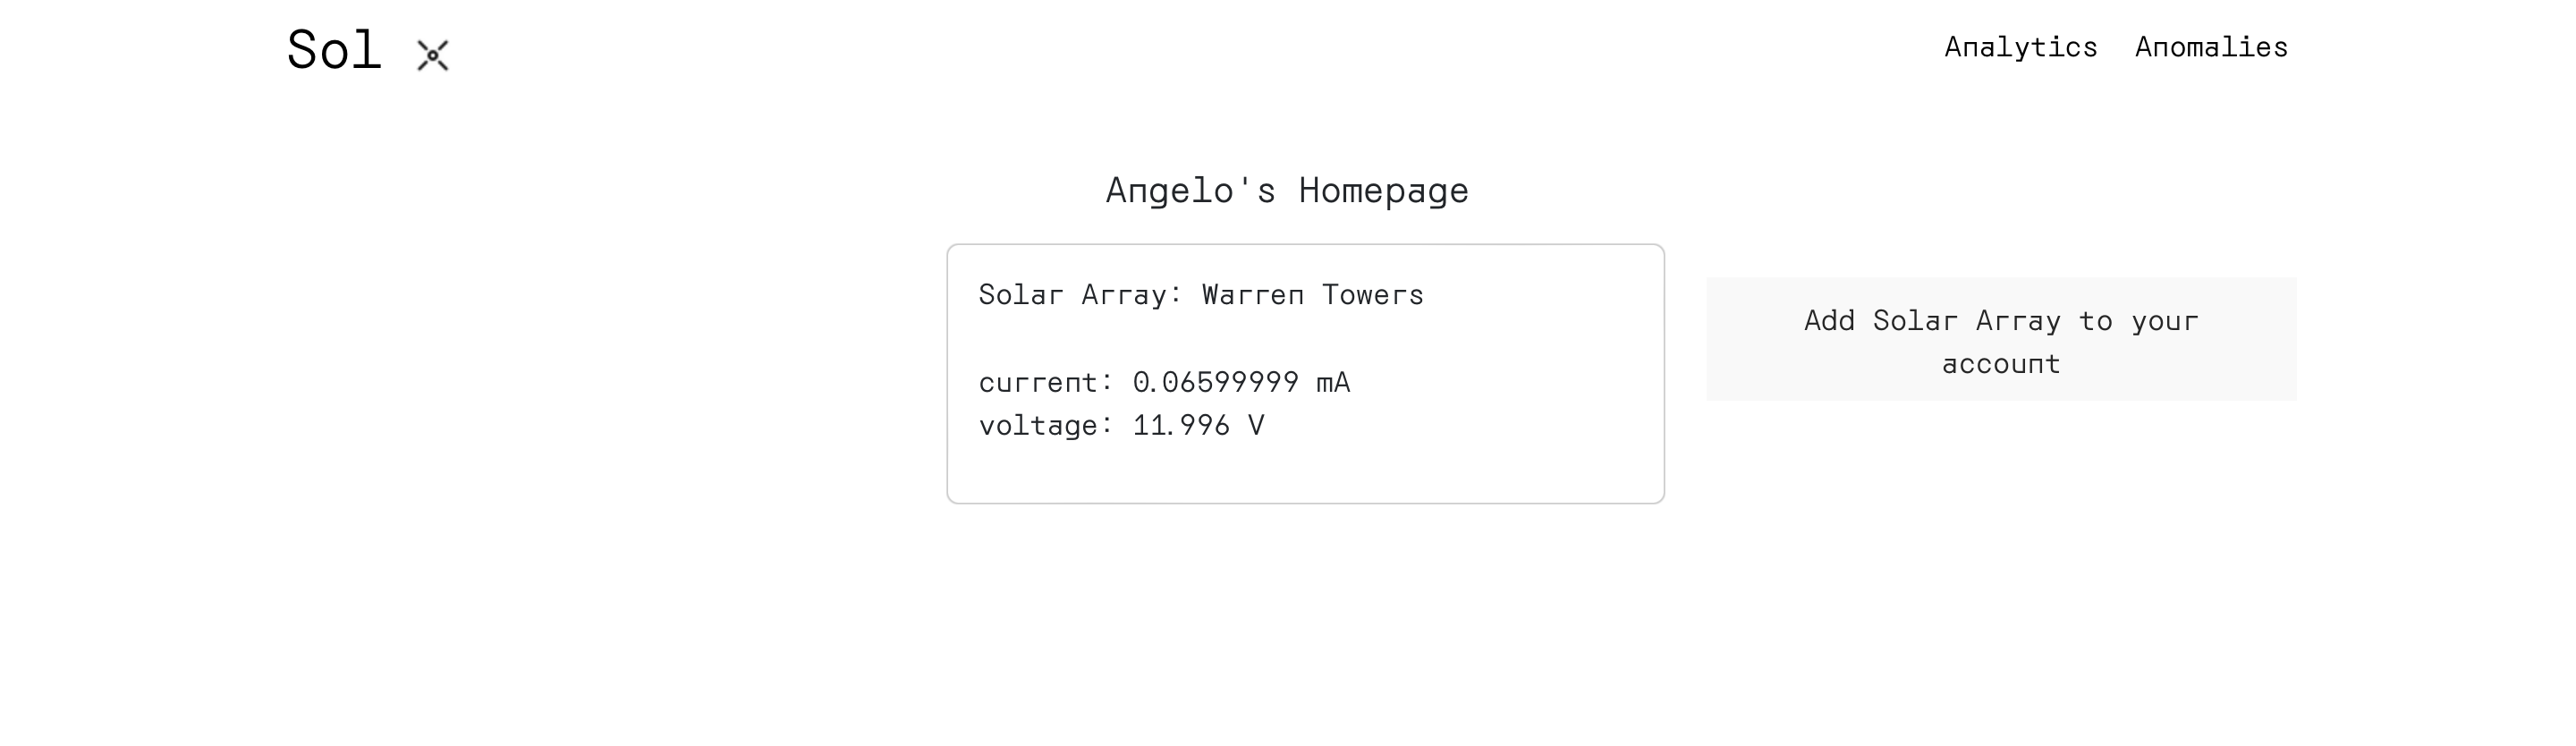 Sol
Analytics Anomalies
Angelo's Homepage
Solar Array: Warren Towers
current: 0.06599999 mA
voltage: 11.996 V
Add Solar Array to your
account